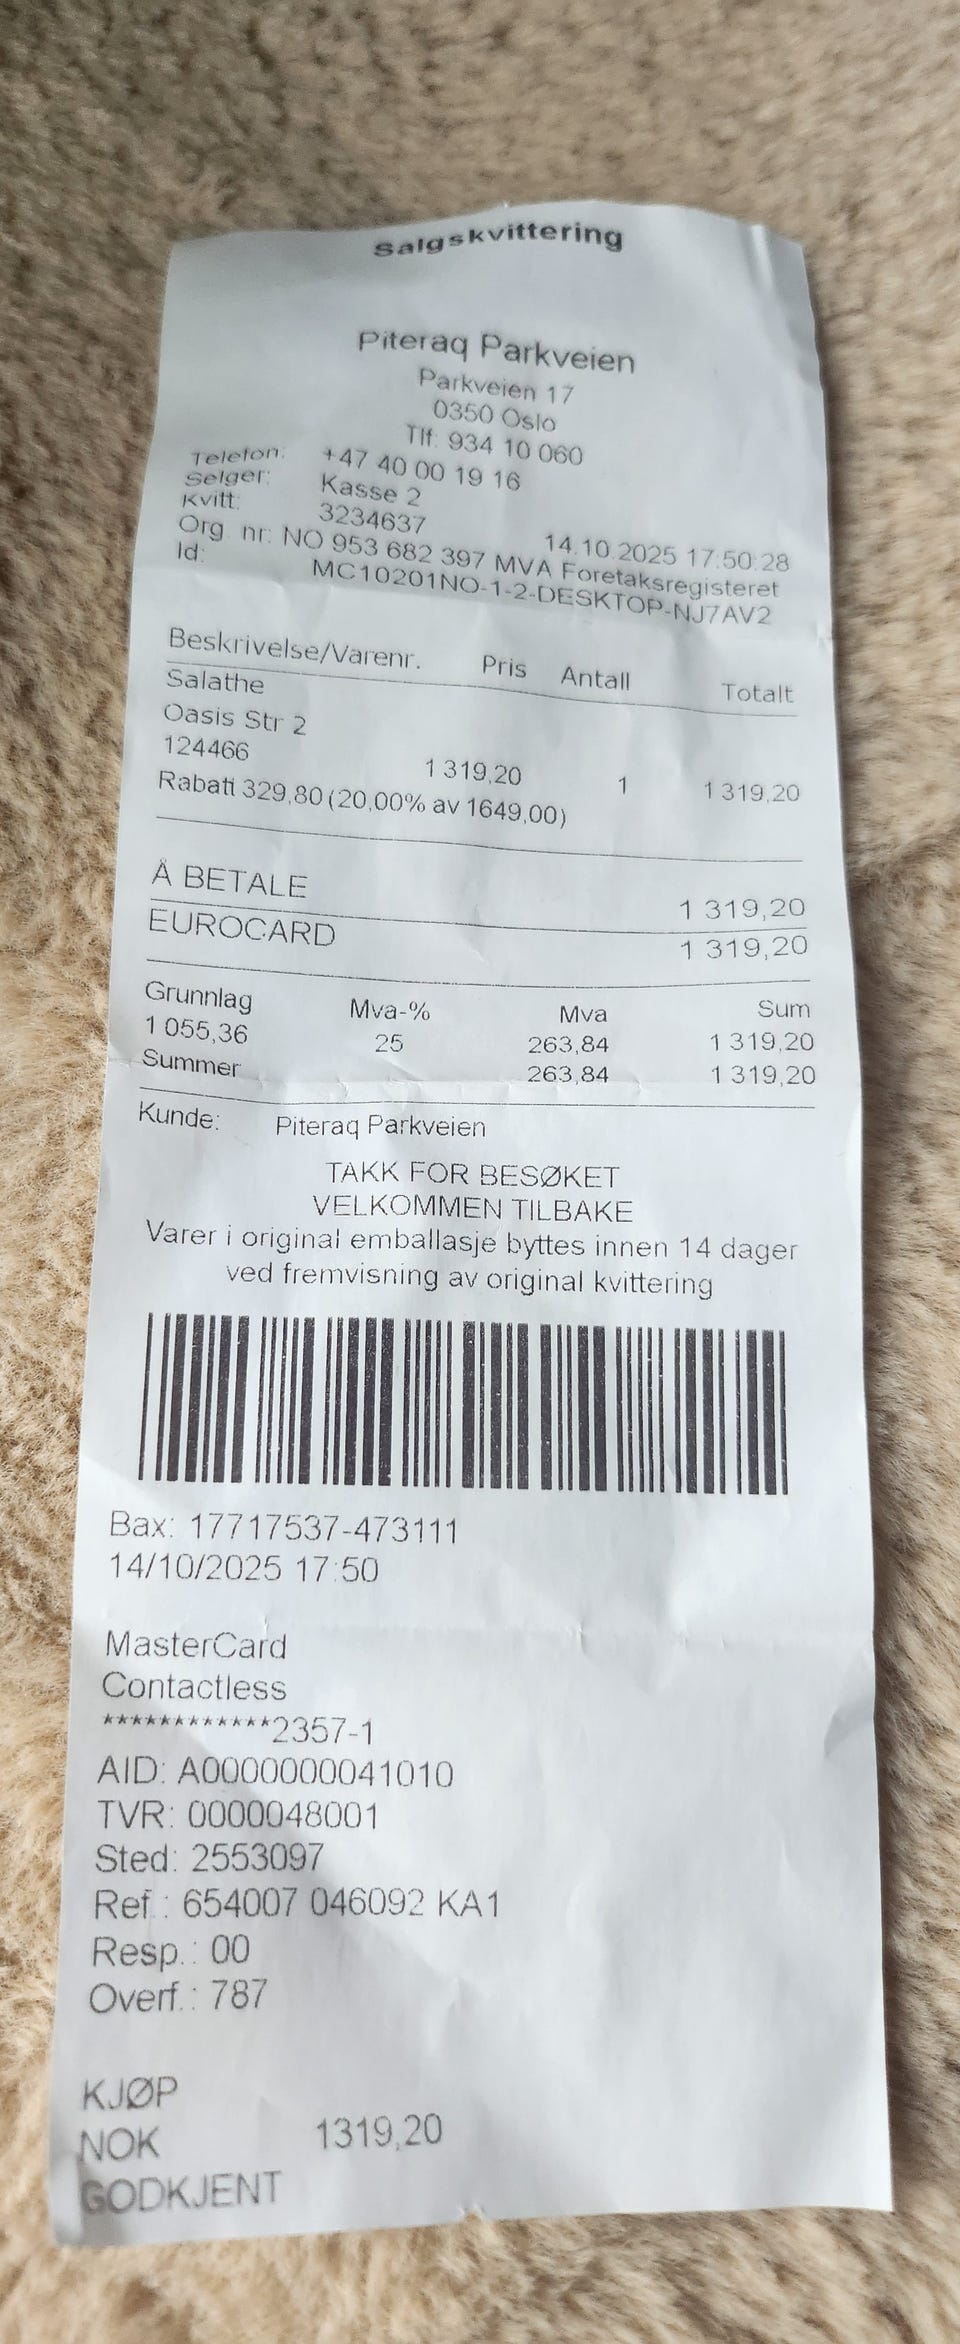 Salgskvittering
Piteraq Parkveien
Parkveien 17
0350 Oslo
Tlf: 934 10 060
Telefon: +47 40 00 19 16
Selger: Kasse 2
Kvitt: 3234637 14.10.2025 17:50:28
Org nr: NO 953 682 397 MVA Foretaksregisteret
Id: MC10201NO-1-2-DESKTOP-NJ7AV2
Beskrivelse/Varenr. Pris Antall Totalt
Salathe
Oasis Str 2
124466 1 319,20 1 1 319,20
Rabatt 329,80 (20,00% av 1649,00)
Å BETALE 1 319,20
EUROCARD 1 319,20
Grunnlag Mva-% Mva Sum
1 055,36 25 263,84 1 319,20
Summer 263,84 1 319,20
Kunde: Piteraq Parkveien
TAKK FOR BESØKET
VELKOMMEN TILBAKE
Varer i original emballasje byttes innen 14 dager
ved fremvisning av original kvittering
Bax: 17717537-473111
14/10/2025 17:50
MasterCard
Contactless
************2357-1
AID: A0000000041010
TVR: 0000048001
Sted: 2553097
Ref.: 654007 046092 KA1
Resp.: 00
Overf.: 787
KJØP
NOK 1319,20
GODKJENT